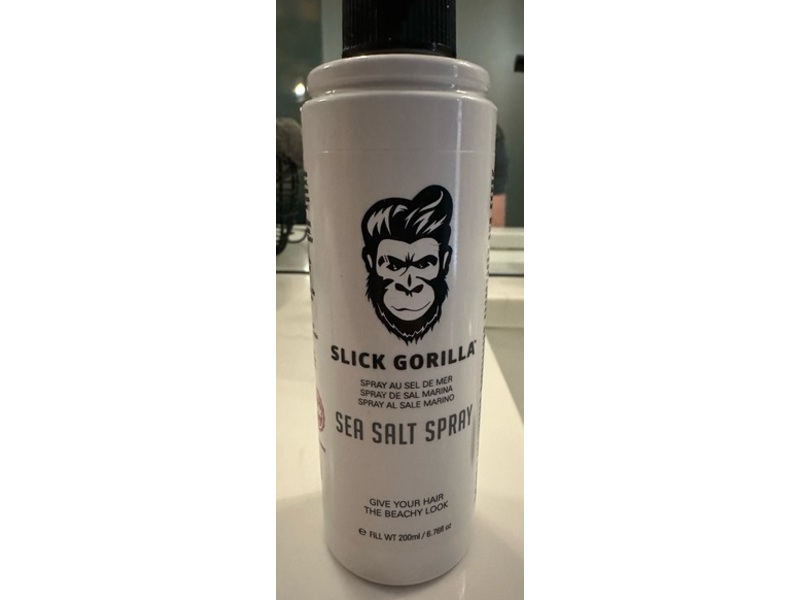 SLICK GORILLA™
SPRAY AU SEL DE MER
SPRAY DE SAL MARINA
SPRAY AL SALE MARINO
SEA SALT SPRAY
GIVE YOUR HAIR
THE BEACHY LOOK
℮ FILL WT 200ml / 6.76fl oz